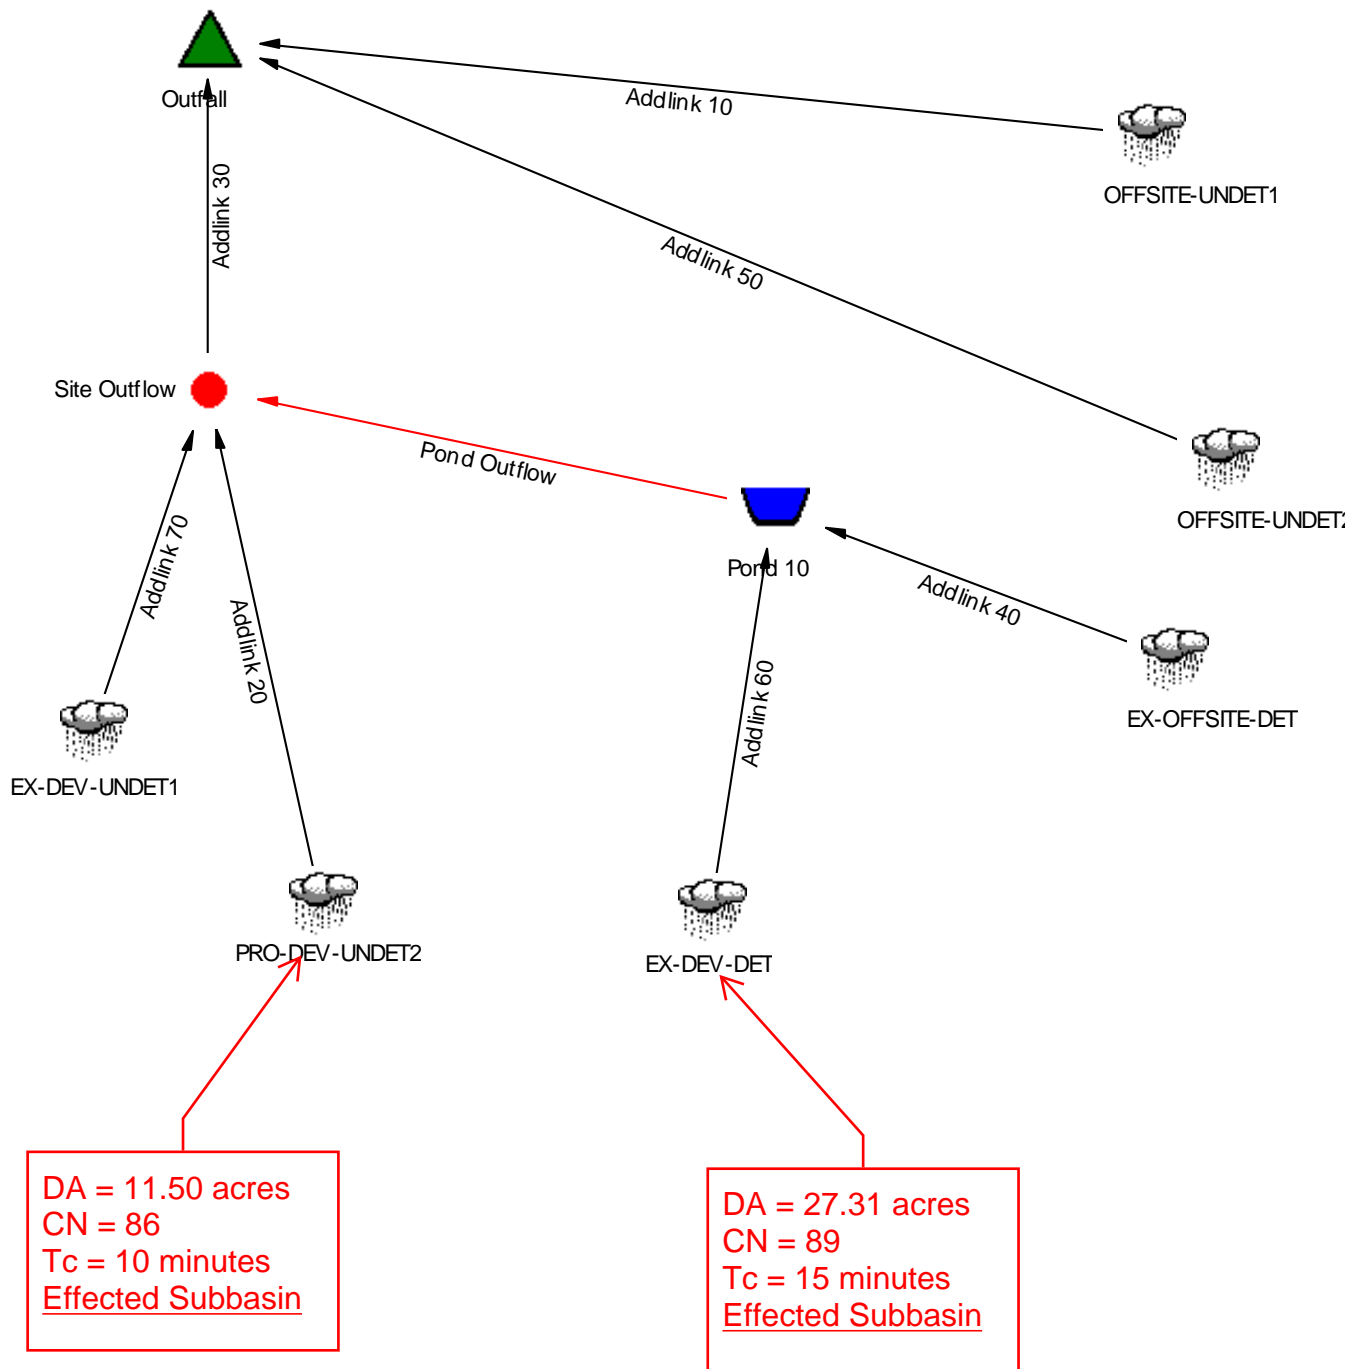 Outfall
Addlink 10
OFFSITE-UNDET1
Addlink 30
Addlink 50
Site Outflow
Pond Outflow
OFFSITE-UNDET2
Pond 10
Addlink 40
Addlink 70
Addlink 20
Addlink 60
EX-OFFSITE-DET
EX-DEV-UNDET1
PRO-DEV-UNDET2
EX-DEV-DET
DA = 11.50 acres
CN = 86
Tc = 10 minutes
Effected Subbasin
DA = 27.31 acres
CN = 89
Tc = 15 minutes
Effected Subbasin